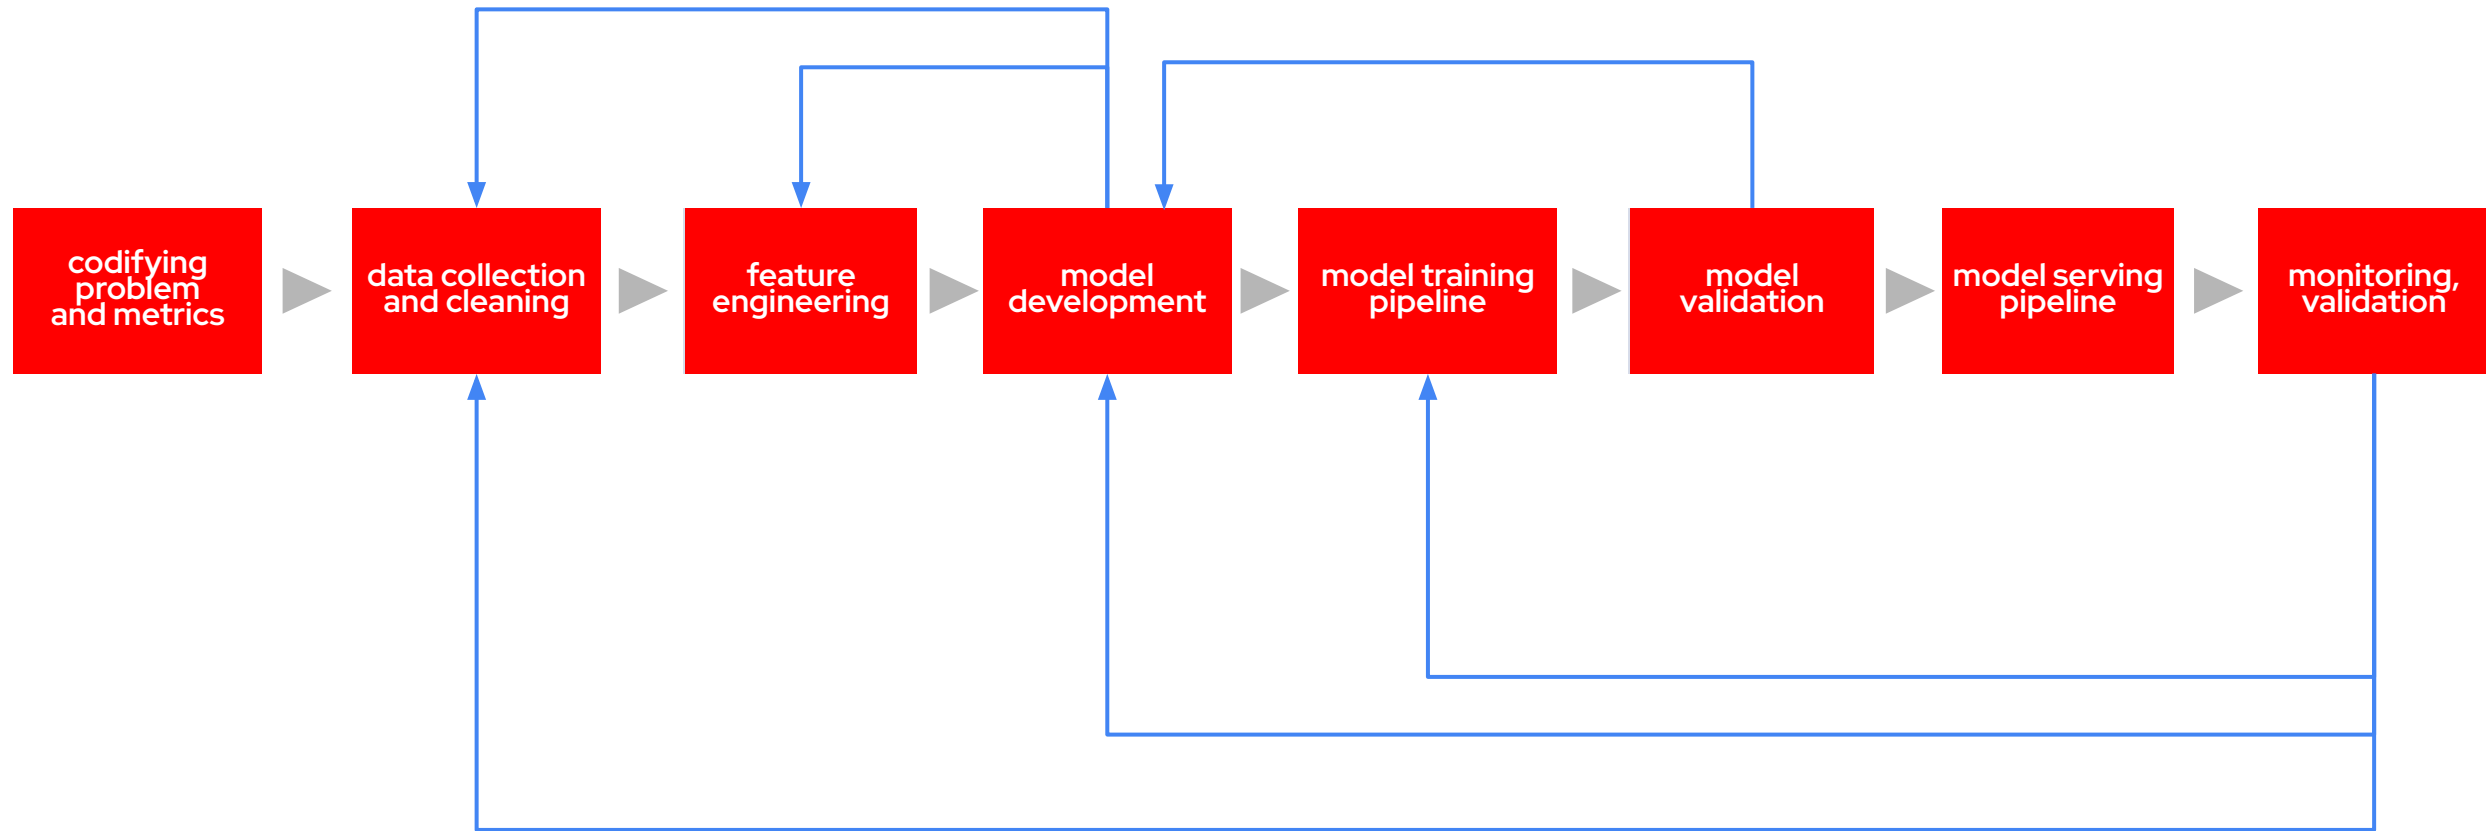 codifying
problem
and metrics
data collection
and cleaning
feature
engineering
model
development
model training
pipeline
model
validation
model serving
pipeline
monitoring,
validation